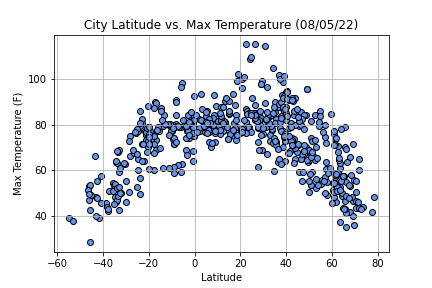 City Latitude vs. Max Temperature (08/05/22)
Max Temperature (F)
100
80
60
40
−60 −40 −20 0 20 40 60 80
Latitude